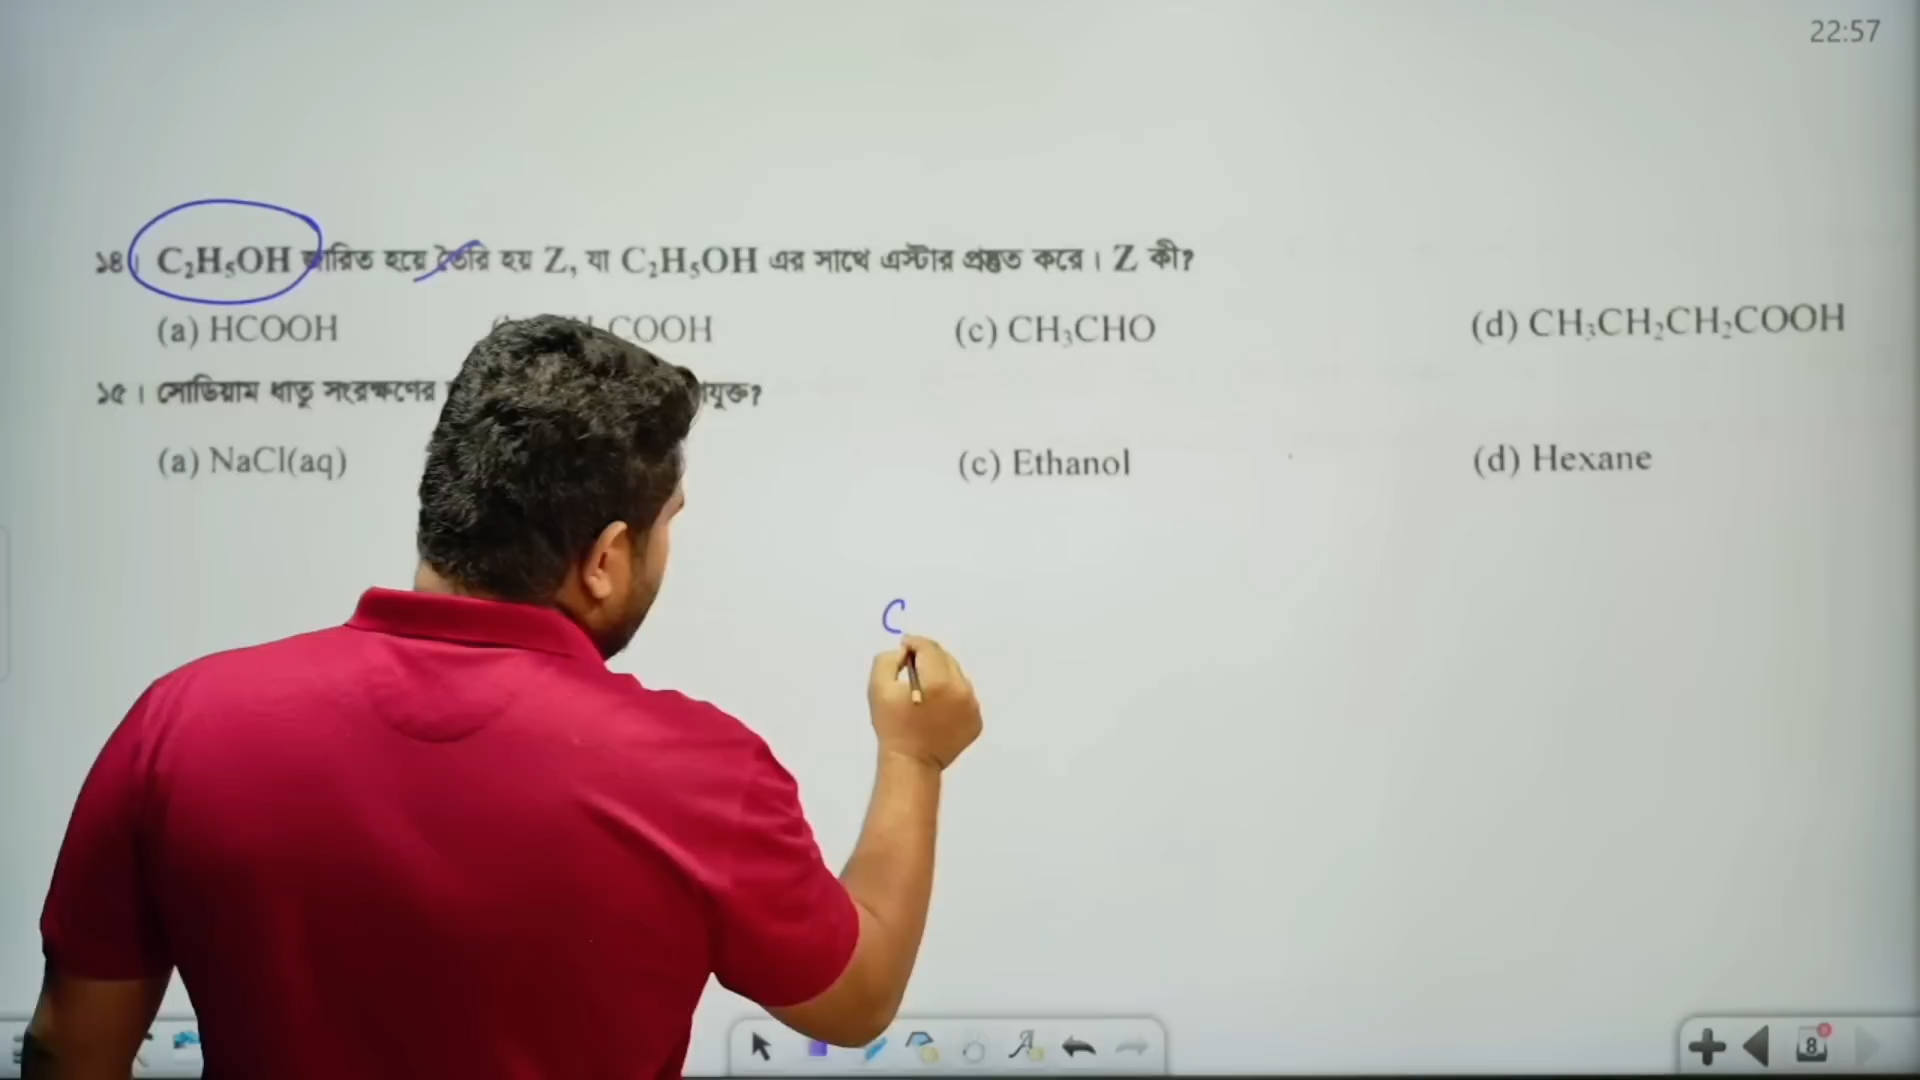 22:57
১৪। C₂H₅OH জারিত হয়ে তৈরি হয় Z, যা C₂H₅OH এর সাথে এস্টার প্রস্তুত করে। Z কী?
(a) HCOOH COOH (c) CH₃CHO (d) CH₃CH₂CH₂COOH
১৫। সোডিয়াম ধাতু সংরক্ষণের
(a) NaCl(aq) (c) Ethanol (d) Hexane
C
8